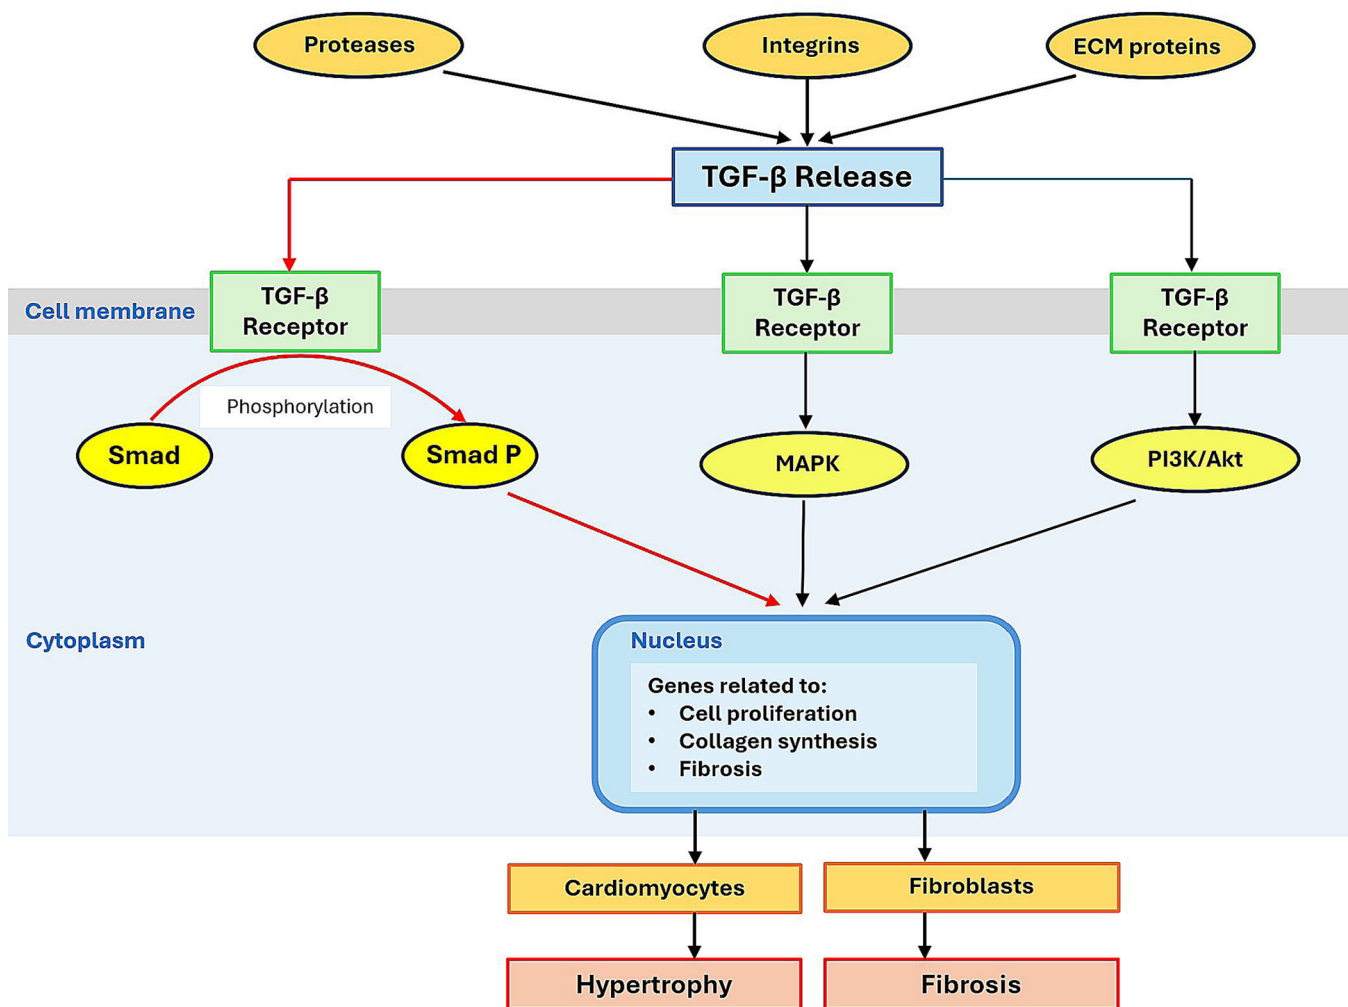 Proteases
Integrins
ECM proteins
TGF-β Release
Cell membrane
TGF-β
Receptor
TGF-β
Receptor
TGF-β
Receptor
Phosphorylation
Smad
Smad P
MAPK
PI3K/Akt
Cytoplasm
Nucleus
Genes related to:
• Cell proliferation
• Collagen synthesis
• Fibrosis
Cardiomyocytes
Fibroblasts
Hypertrophy
Fibrosis